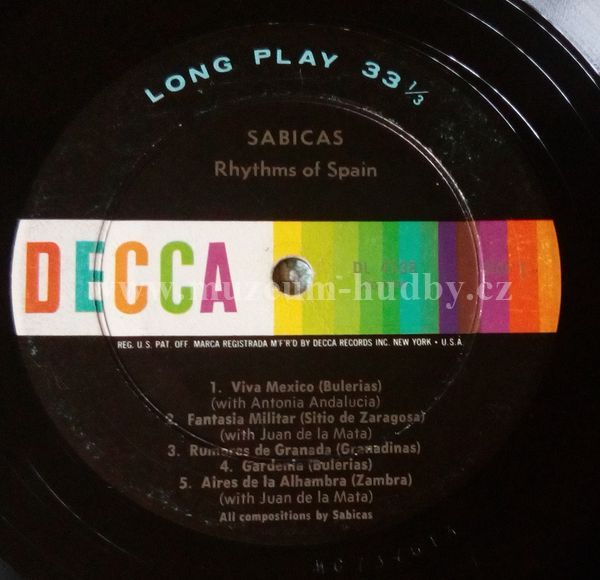 LONG PLAY 33 1/3
SABICAS
Rhythms of Spain
DECCA
DL
www.muzeum-hudby.cz
REG. U.S. PAT. OFF. MARCA REGISTRADA M'F'R'D BY DECCA RECORDS INC. NEW YORK • U.S.A.
1. Viva Mexico (Bulerias)
(with Antonia Andalucia)
2. Fantasia Militar (Sitio de Zaragosa)
(with Juan de la Mata)
3. Rumores de Granada (Granadinas)
4. Gardenia (Bulerias)
5. Aires de la Alhambra (Zambra)
(with Juan de la Mata)
All compositions by Sabicas